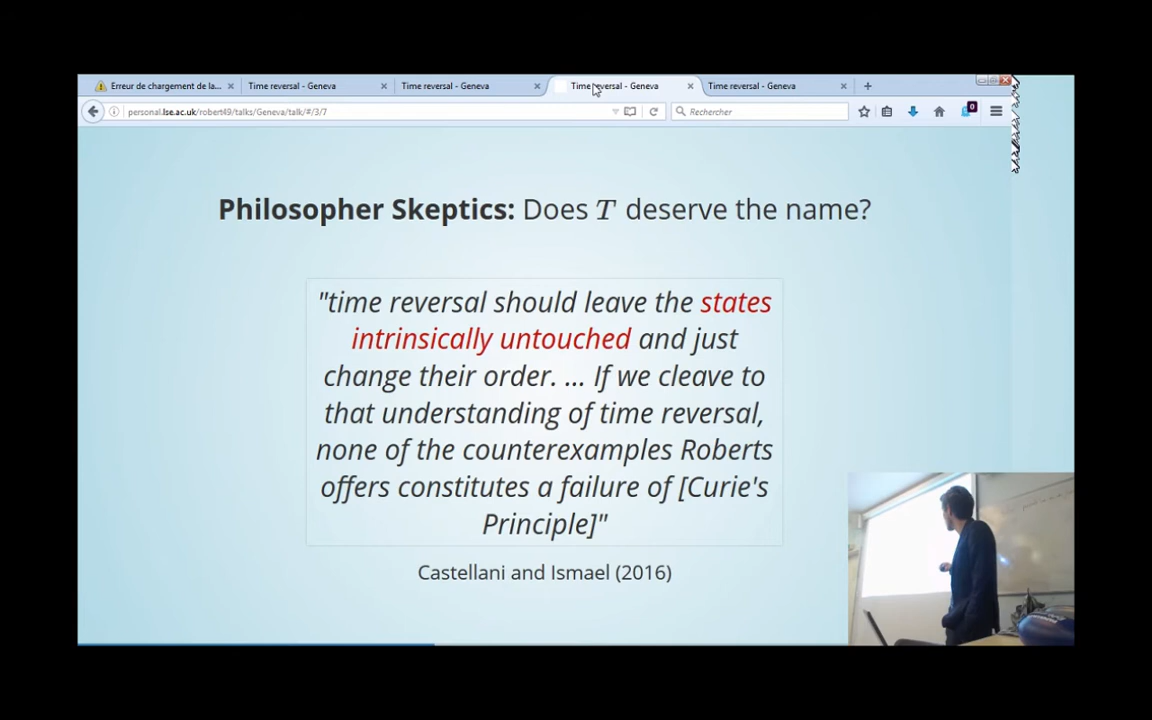 Erreur de chargement de la...
Time reversal - Geneva
Time reversal - Geneva
Time reversal - Geneva
Time reversal - Geneva
personal.lse.ac.uk/robert49/talks/Geneva/talk/#/3/7
Rechercher
0
Philosopher Skeptics: Does T deserve the name?
"time reversal should leave the states
intrinsically untouched and just
change their order. ... If we cleave to
that understanding of time reversal,
none of the counterexamples Roberts
offers constitutes a failure of [Curie's
Principle]"
Castellani and Ismael (2016)